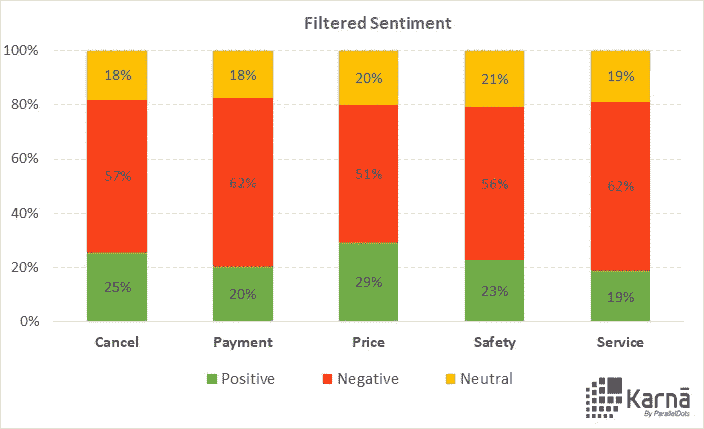 Filtered Sentiment
100%
80%
60%
40%
20%
0%
18% 18% 20% 21% 19%
57% 62% 51% 56% 62%
25% 20% 29% 23% 19%
Cancel Payment Price Safety Service
Positive Negative Neutral
Karnā
By ParallelDots